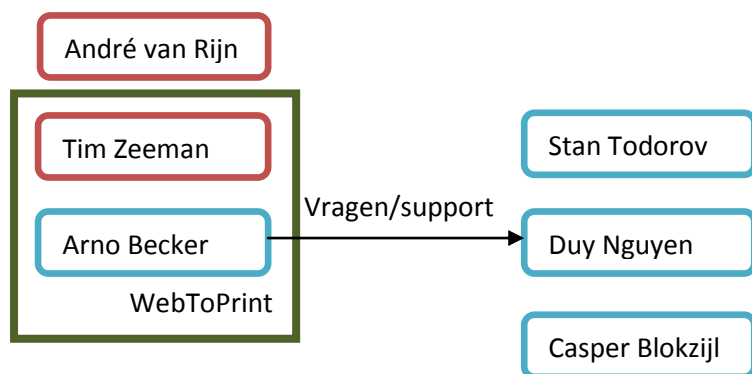 André van Rijn
Tim Zeeman
Stan Todorov
Vragen/support
Arno Becker
Duy Nguyen
WebToPrint
Casper Blokzijl